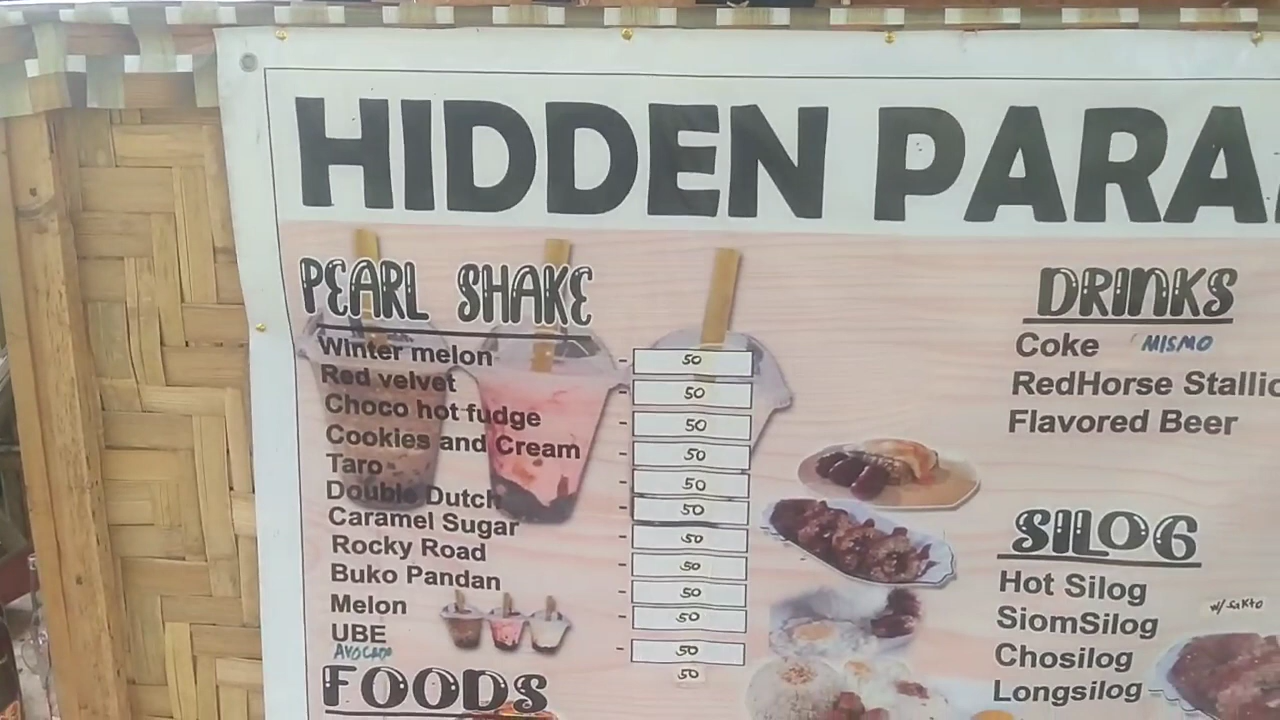 HIDDEN PARA
PEARL SHAKE
Winter melon - 50
Red velvet - 50
Choco hot fudge - 50
Cookies and Cream - 50
Taro - 50
Double Dutch - 50
Caramel Sugar - 50
Rocky Road - 50
Buko Pandan - 50
Melon - 50
UBE - 50
AVOCADO 50
FOODS
DRINKS
Coke MISMO
RedHorse Stallio
Flavored Beer
SILOG
Hot Silog
SiomSilog w/ sukto
Chosilog
Longsilog